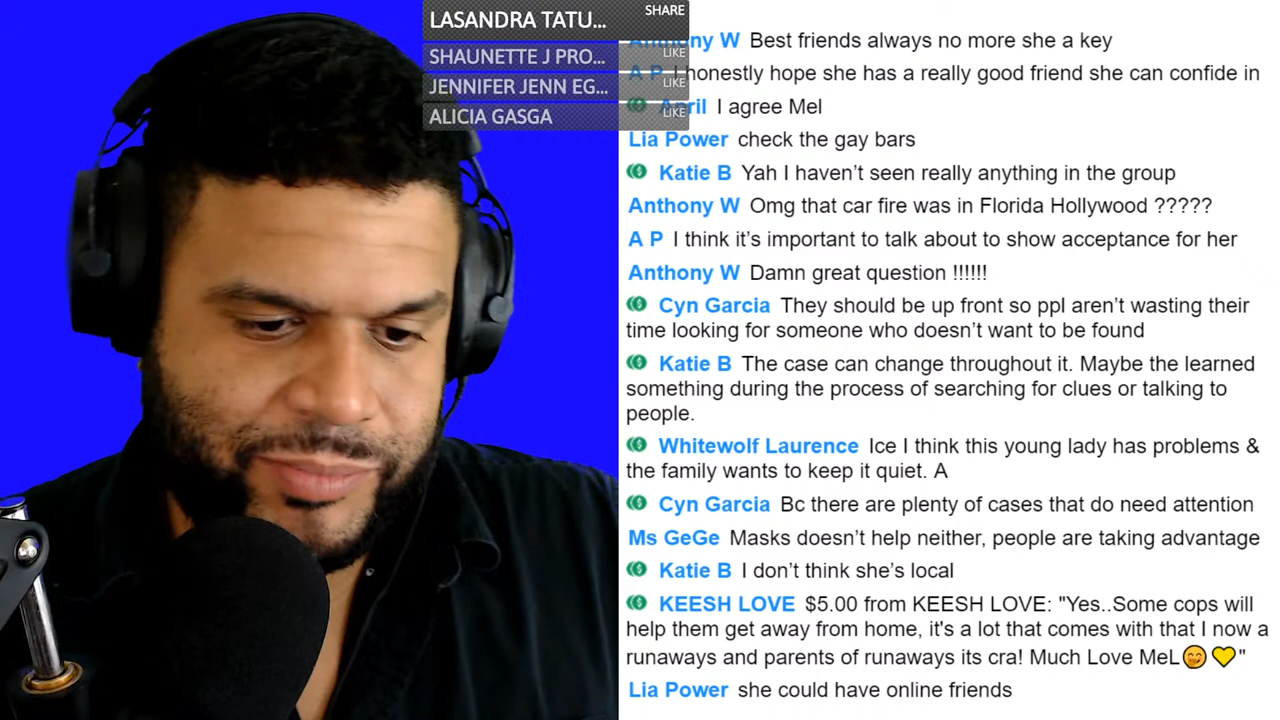 LASANDRA TATU...
SHARE
SHAUNETTE J PRO...
LIKE
JENNIFER JENN EG...
LIKE
ALICIA GASGA
LIKE
Anthony W Best friends always no more she a key
A P I honestly hope she has a really good friend she can confide in
April I agree Mel
Lia Power check the gay bars
Katie B Yah I haven't seen really anything in the group
Anthony W Omg that car fire was in Florida Hollywood ?????
A P I think it's important to talk about to show acceptance for her
Anthony W Damn great question !!!!!!
Cyn Garcia They should be up front so ppl aren't wasting their
time looking for someone who doesn't want to be found
Katie B The case can change throughout it. Maybe the learned
something during the process of searching for clues or talking to
people.
Whitewolf Laurence Ice I think this young lady has problems &
the family wants to keep it quiet. A
Cyn Garcia Bc there are plenty of cases that do need attention
Ms GeGe Masks doesn't help neither, people are taking advantage
Katie B I don't think she's local
KEESH LOVE $5.00 from KEESH LOVE: "Yes..Some cops will
help them get away from home, it's a lot that comes with that I now a
runaways and parents of runaways its cra! Much Love MeL🤭💛"
Lia Power she could have online friends